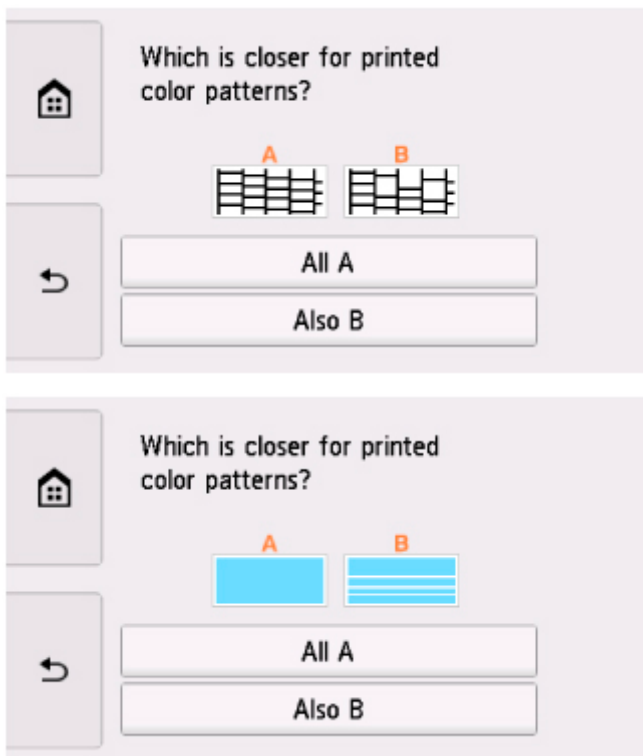 Which is closer for printed
color patterns?
A B
All A
Also B
Which is closer for printed
color patterns?
A B
All A
Also B